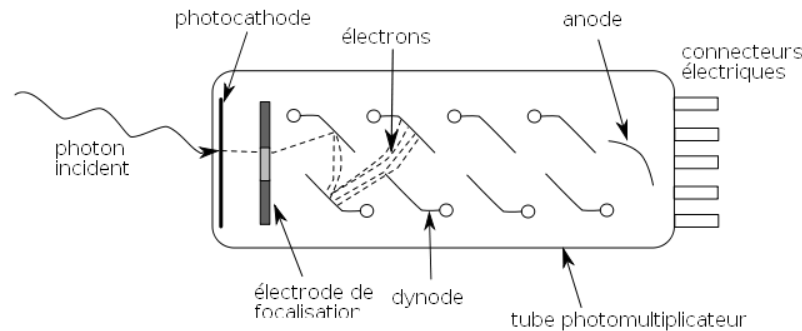 photocathode
électrons
anode
connecteurs
électriques
photon
incident
électrode de
focalisation
dynode
tube photomultiplicateur